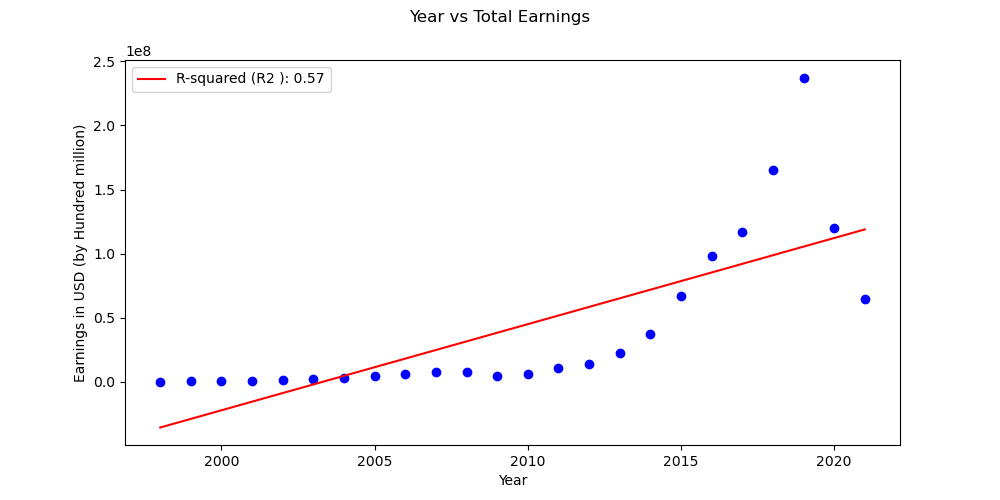 Year vs Total Earnings
1e8
R-squared (R2 ): 0.57
2.5
2.0
1.5
1.0
0.5
0.0
Earnings in USD (by Hundred million)
2000
2005
2010
2015
2020
Year